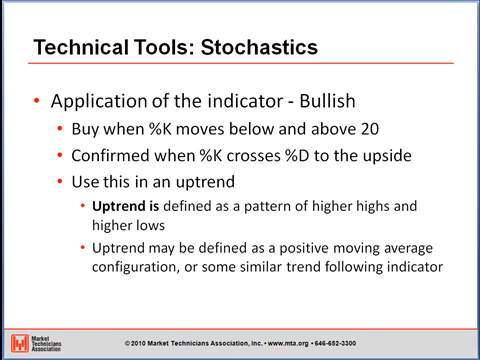 Technical Tools: Stochastics
• Application of the indicator - Bullish
• Buy when %K moves below and above 20
• Confirmed when %K crosses %D to the upside
• Use this in an uptrend
• Uptrend is defined as a pattern of higher highs and
higher lows
• Uptrend may be defined as a positive moving average
configuration, or some similar trend following indicator
Market
Technicians
Association
© 2010 Market Technicians Association, Inc. • www.mta.org • 646-652-3300